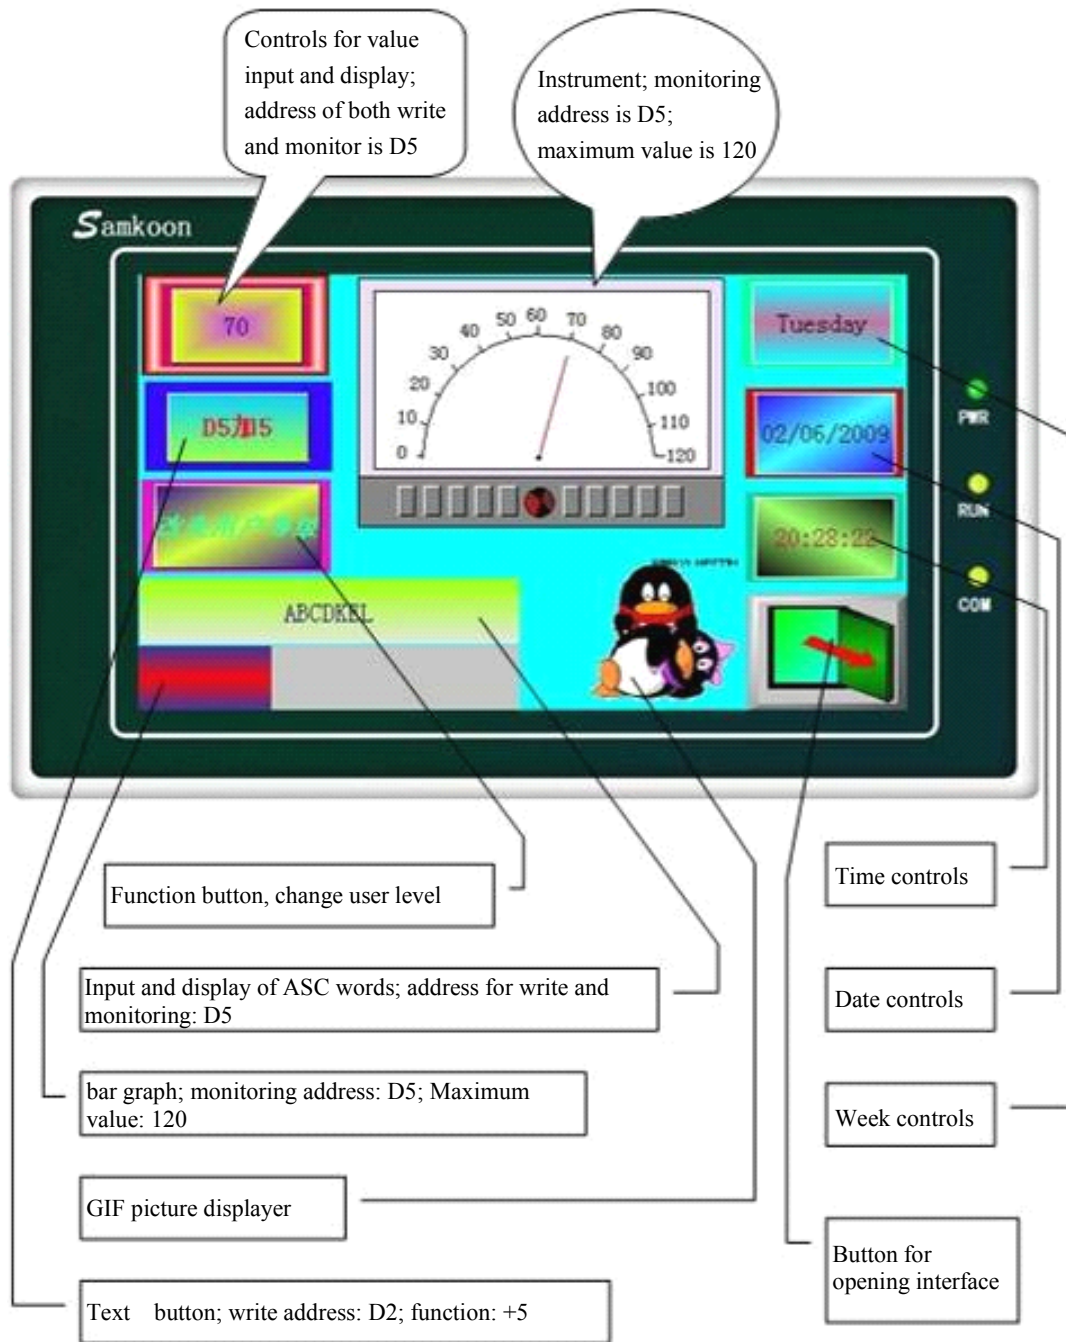 Controls for value
input and display;
address of both write
and monitor is D5
Instrument; monitoring
address is D5;
maximum value is 120
Samkoon
70
0
10
20
30
40
50
60
70
80
90
100
110
120
Tuesday
D5加5
02/06/2009
20:28:22
ABCDKEL
PWR
RUN
COM
Function button, change user level
Time controls
Input and display of ASC words; address for write and
monitoring: D5
Date controls
bar graph; monitoring address: D5; Maximum
value: 120
Week controls
GIF picture displayer
Button for
opening interface
Text button; write address: D2; function: +5